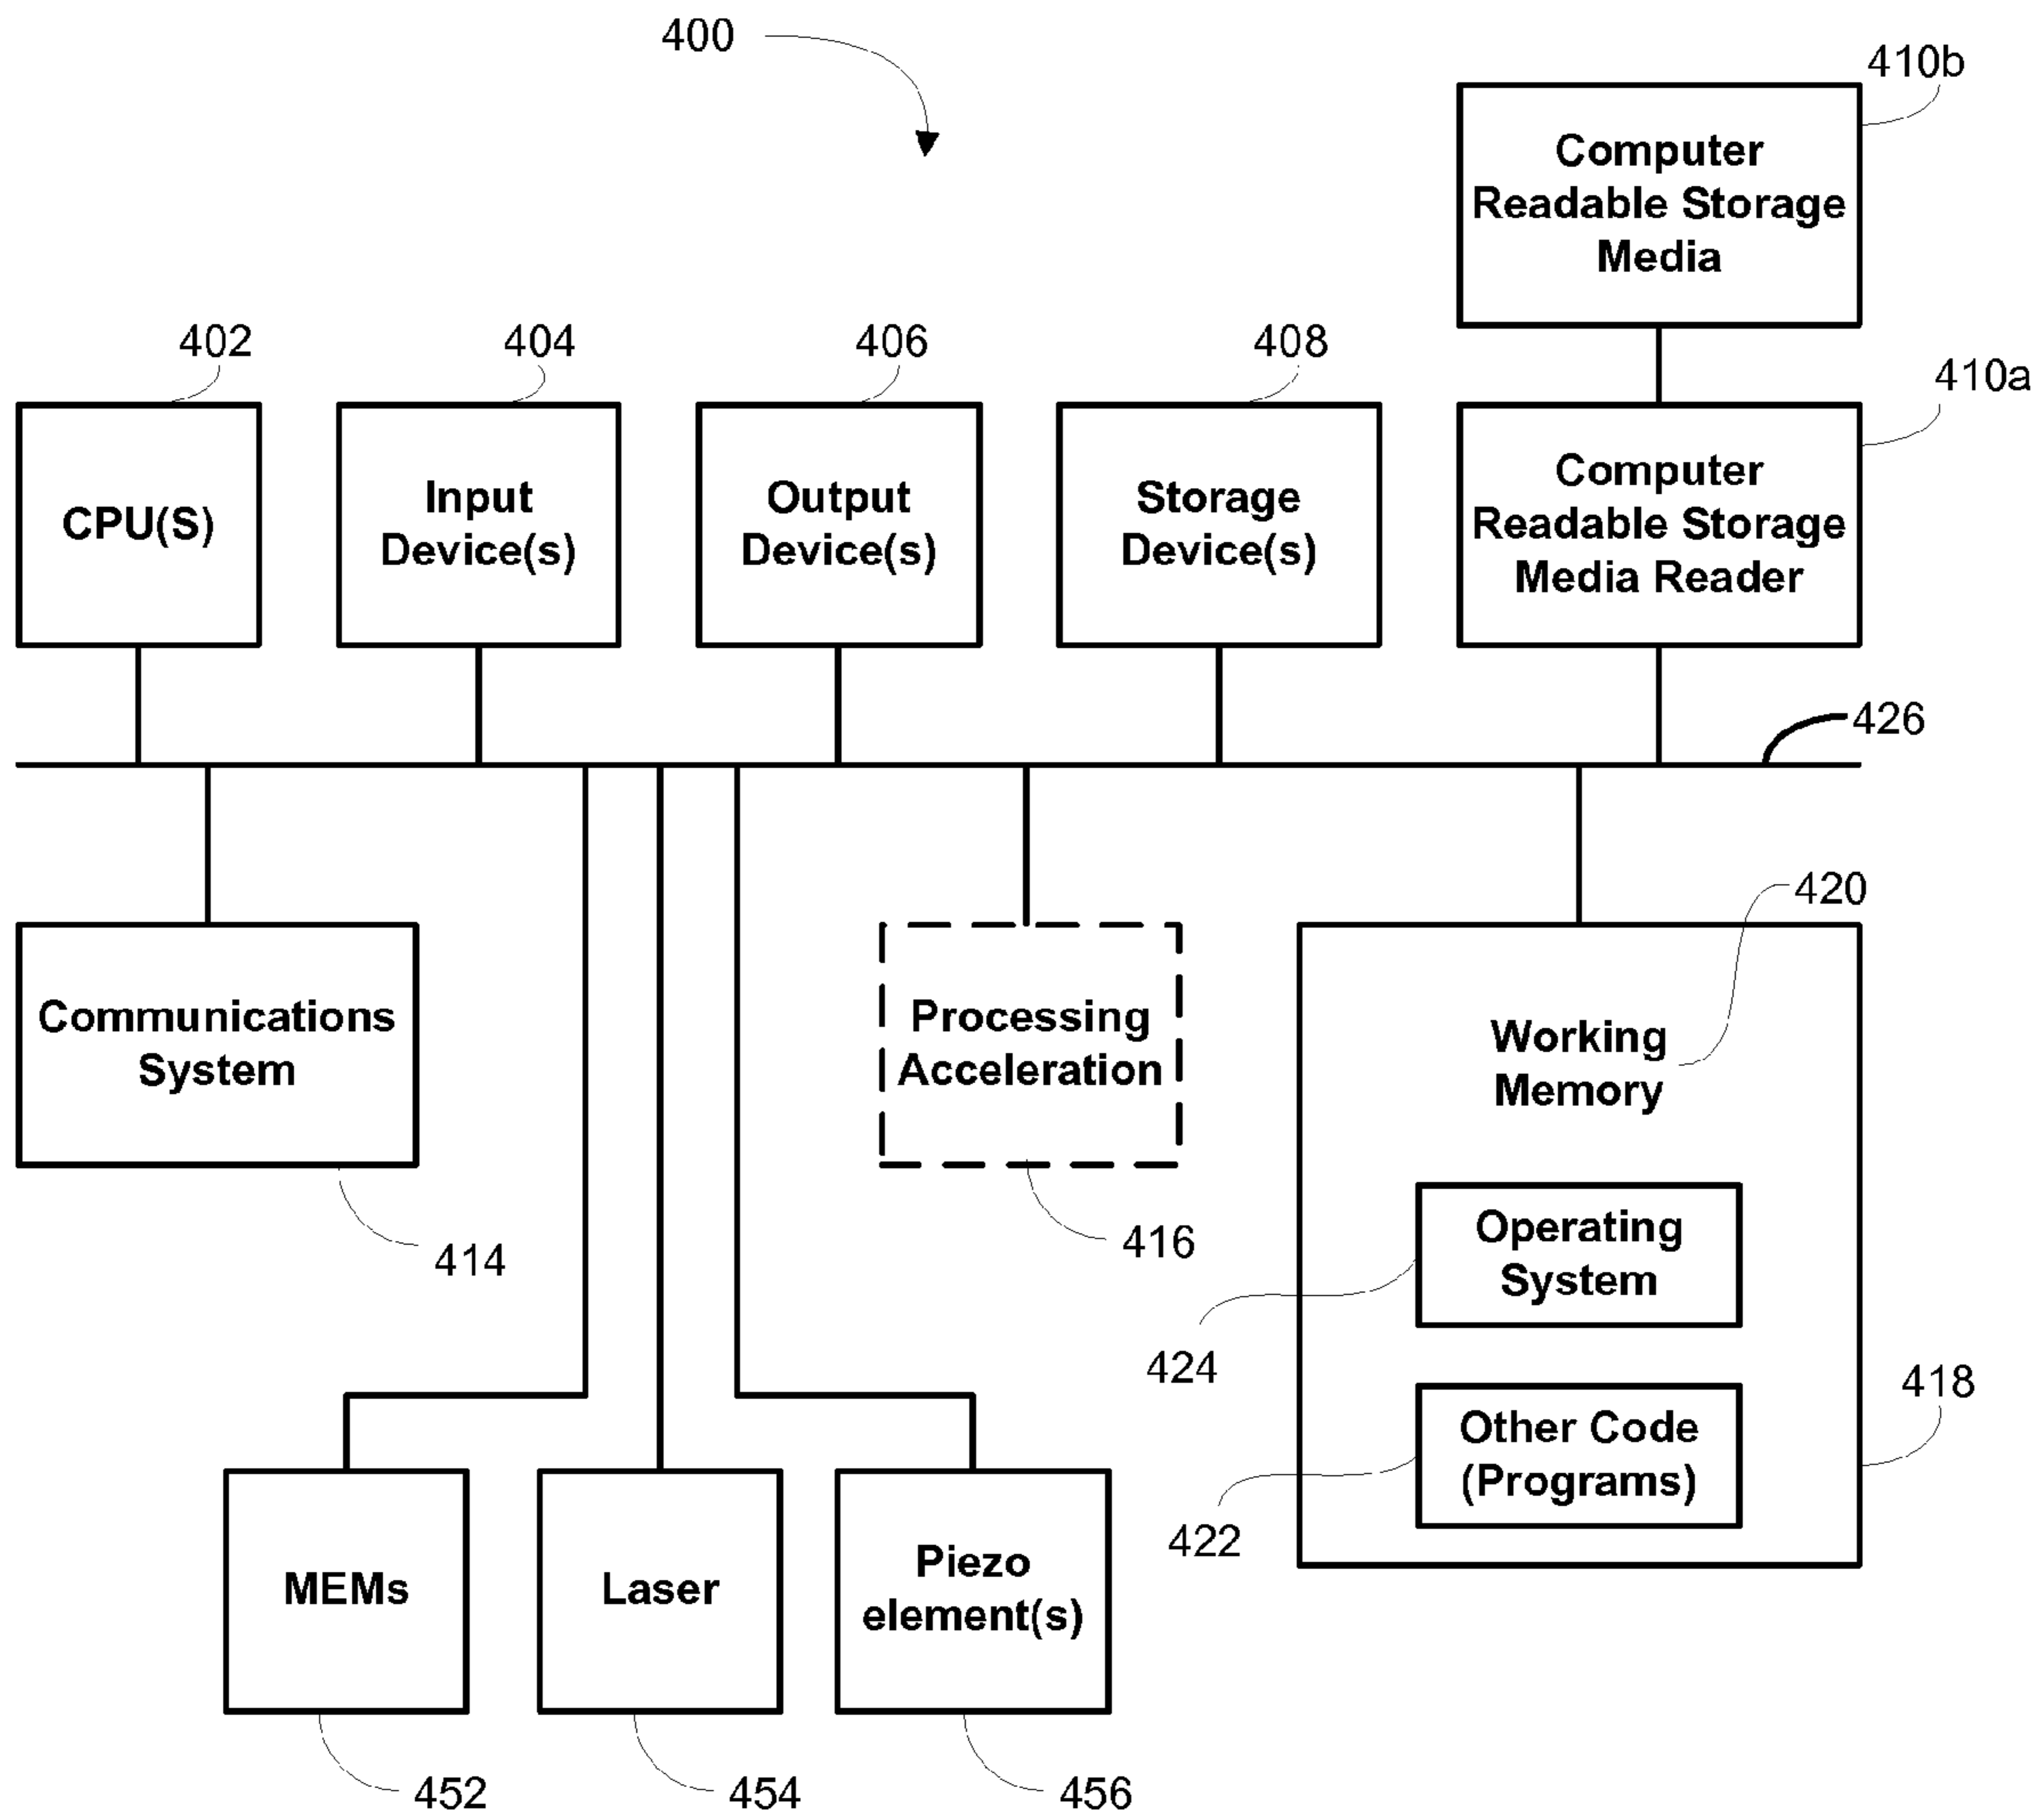 400
410b
Computer
Readable Storage
Media
402
404
406
408
410a
CPU(S)
Input
Device(s)
Output
Device(s)
Storage
Device(s)
Computer
Readable Storage
Media Reader
426
420
Communications
System
Processing
Acceleration
Working
Memory
414
416
Operating
System
424
418
Other Code
(Programs)
422
MEMs
Laser
Piezo
element(s)
452
454
456